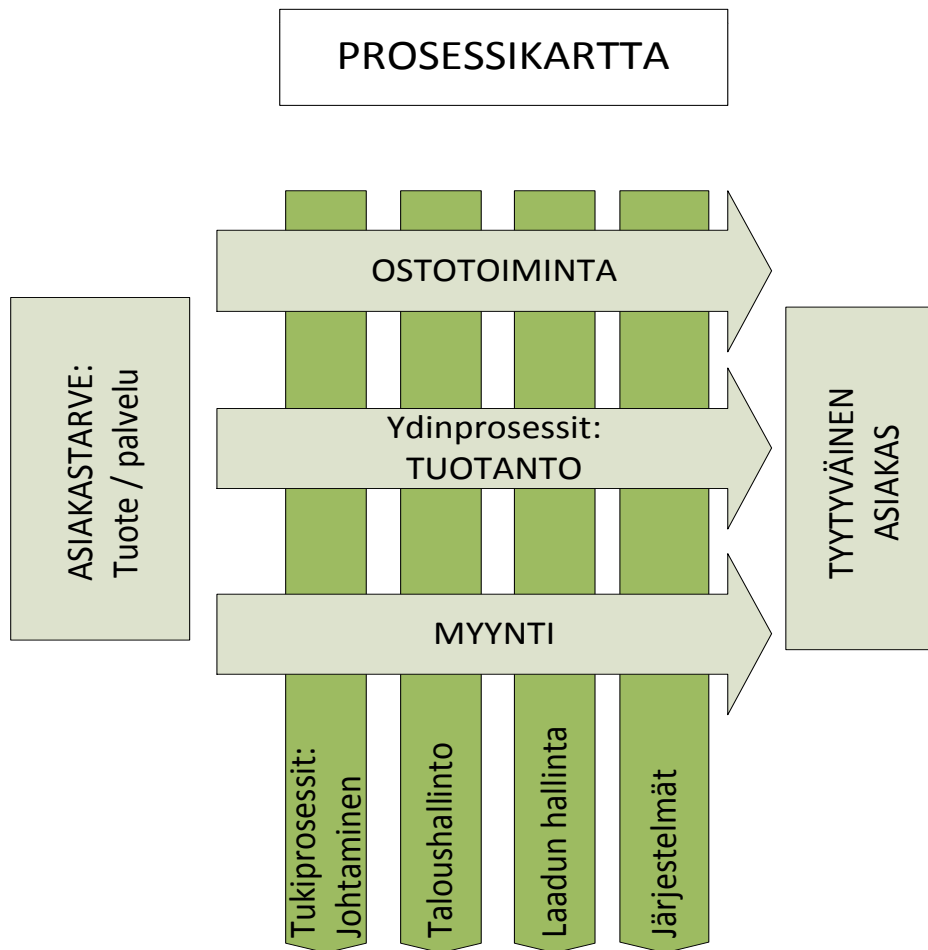 PROSESSIKARTTA
OSTOTOIMINTA
ASIAKASTARVE:
Tuote / palvelu
Ydinprosessit:
TUOTANTO
TYYTYVÄINEN
ASIAKAS
MYYNTI
Tukiprosessit:
Johtaminen
Taloushallinto
Laadun hallinta
Järjestelmät